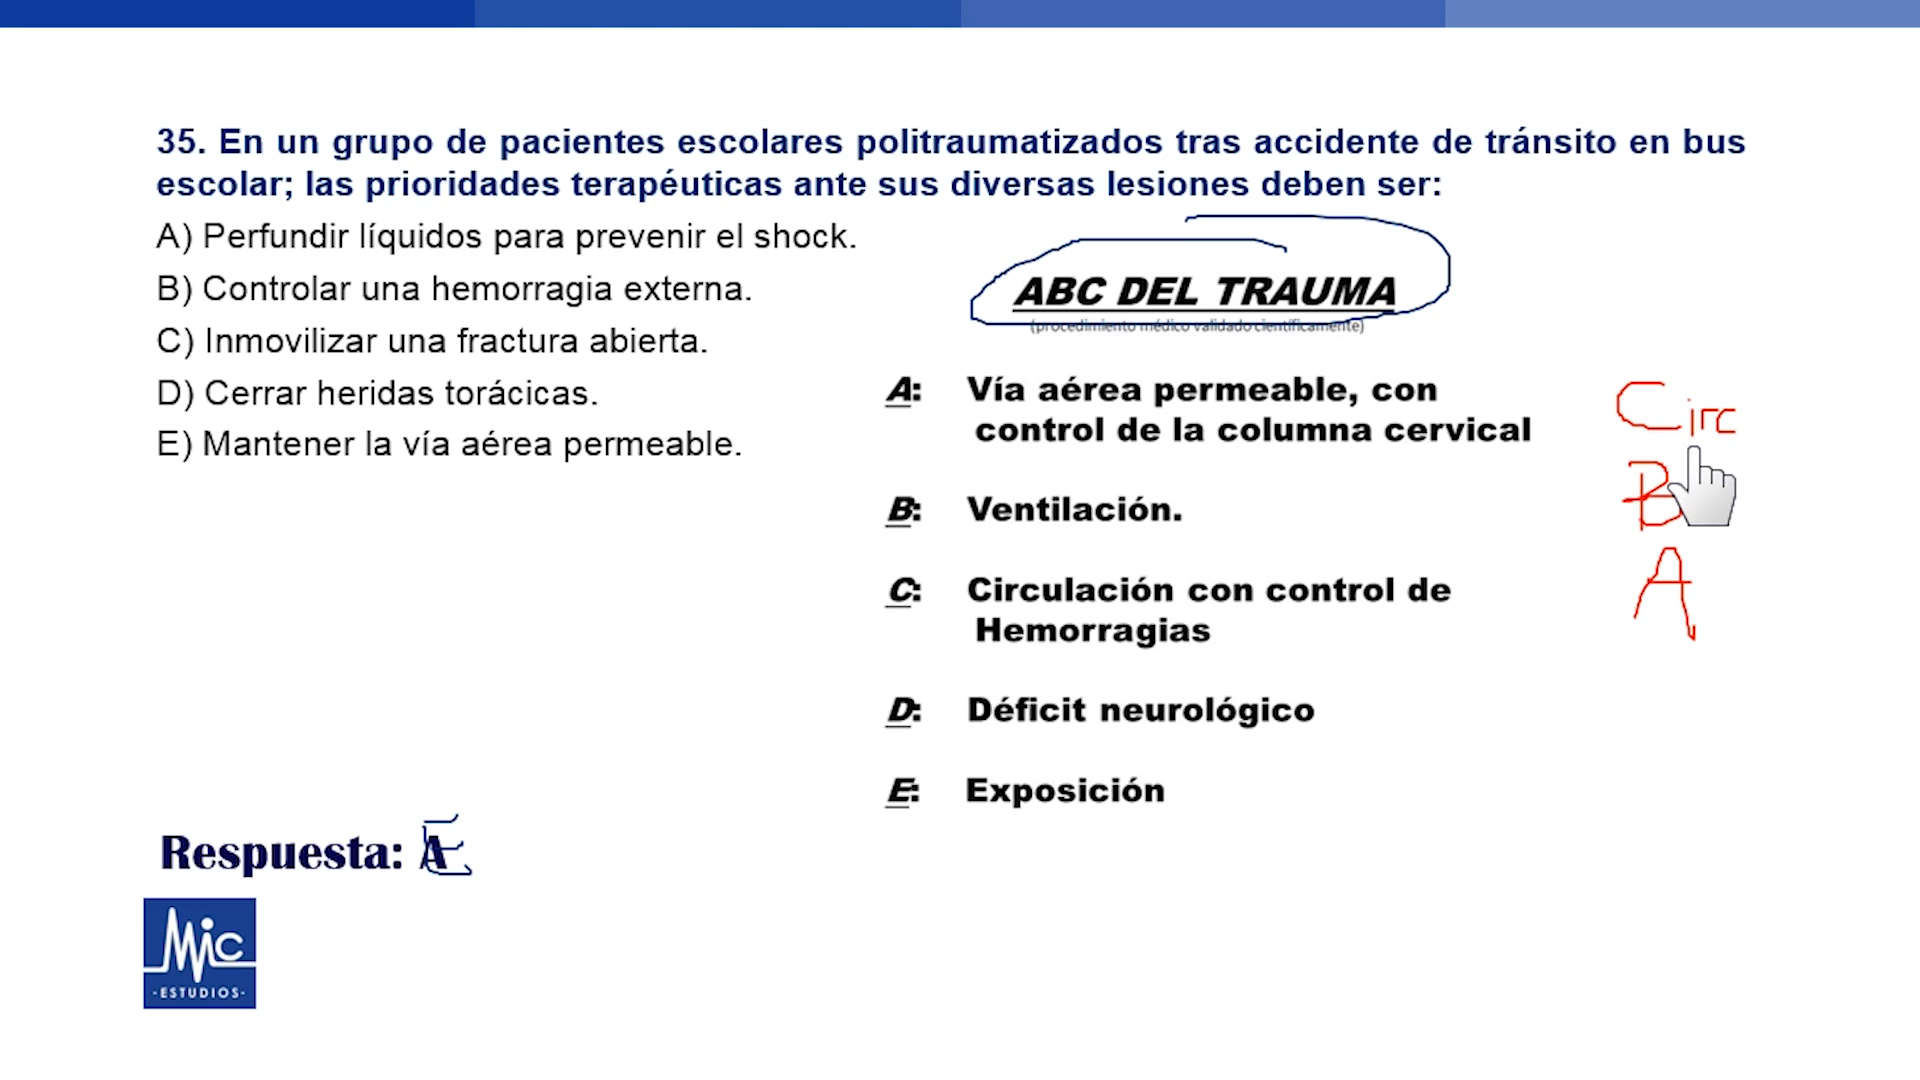 35. En un grupo de pacientes escolares politraumatizados tras accidente de tránsito en bus
escolar; las prioridades terapéuticas ante sus diversas lesiones deben ser:
A) Perfundir líquidos para prevenir el shock.
B) Controlar una hemorragia externa.
C) Inmovilizar una fractura abierta.
D) Cerrar heridas torácicas.
E) Mantener la vía aérea permeable.
ABC DEL TRAUMA
(procedimiento médico validado científicamente)
A: Vía aérea permeable, con
control de la columna cervical
B: Ventilación.
C: Circulación con control de
Hemorragias
D: Déficit neurológico
E: Exposición
Circ
B
A
Respuesta: A E
Mic
·ESTUDIOS·